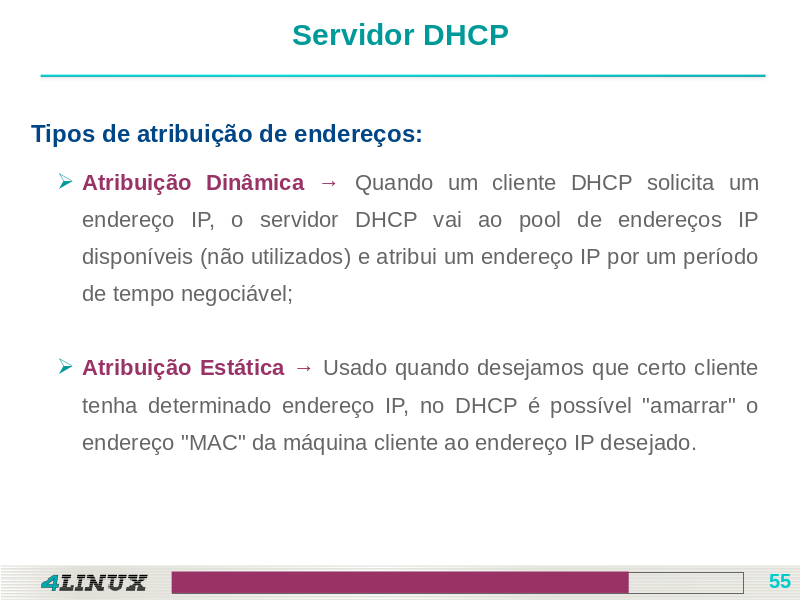 Servidor DHCP
Tipos de atribuição de endereços:
Atribuição Dinâmica → Quando um cliente DHCP solicita um
endereço IP, o servidor DHCP vai ao pool de endereços IP
disponíveis (não utilizados) e atribui um endereço IP por um período
de tempo negociável;
Atribuição Estática → Usado quando desejamos que certo cliente
tenha determinado endereço IP, no DHCP é possível "amarrar" o
endereço "MAC" da máquina cliente ao endereço IP desejado.
4LINUX
55